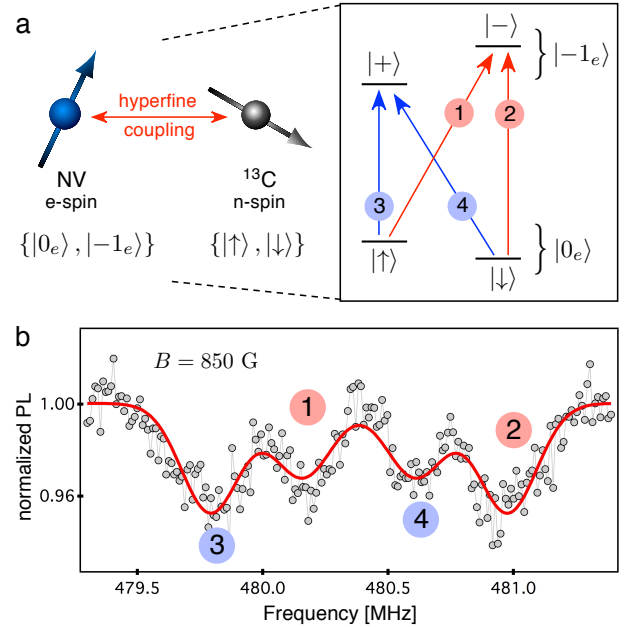 a
hyperfine
coupling
NV
e-spin
{|0ₑ⟩, |−1ₑ⟩}
¹³C
n-spin
{|↑⟩, |↓⟩}
|+⟩
|−⟩
} |−1ₑ⟩
1
2
3
4
|↑⟩
|↓⟩
} |0ₑ⟩
b
B = 850 G
normalized PL
1.00
0.96
1
2
3
4
479.5
480.0
480.5
481.0
Frequency [MHz]